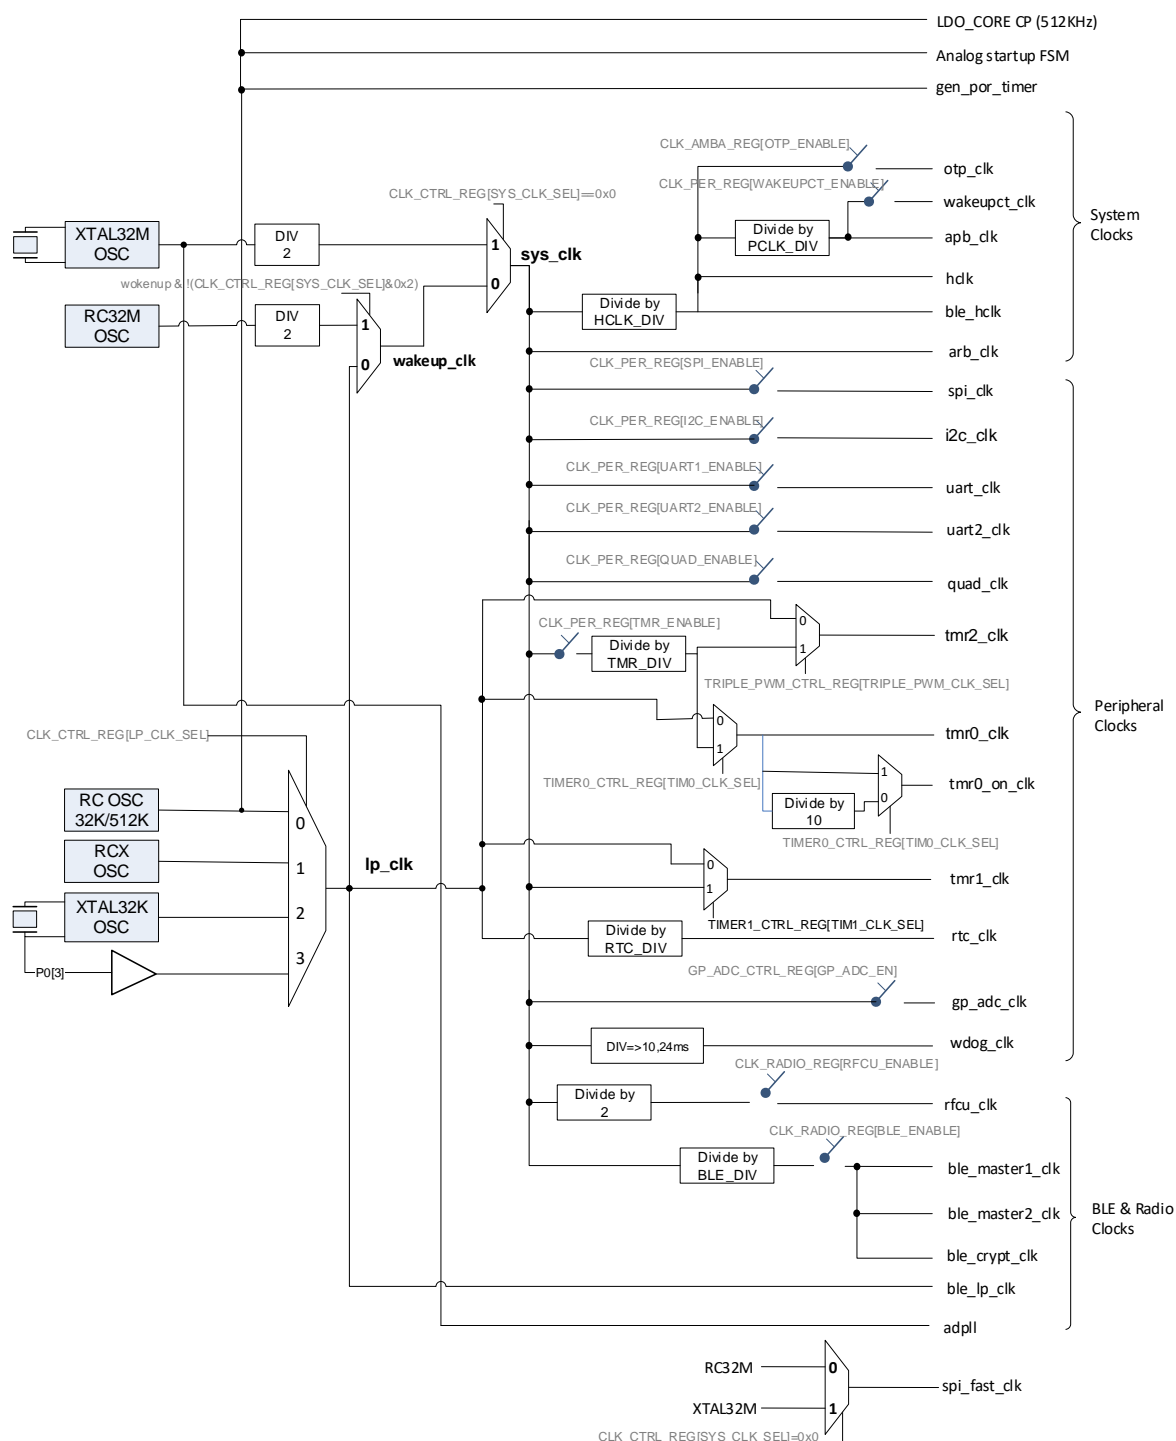 LDO_CORE CP (512KHz)
Analog startup FSM
gen_por_timer
CLK_AMBA_REG[OTP_ENABLE]
otp_clk
CLK_PER_REG[WAKEUPCT_ENABLE]
wakeupct_clk
CLK_CTRL_REG[SYS_CLK_SEL]==0x0
System
Clocks
XTAL32M
OSC
DIV
2
1
sys_clk
Divide by
PCLK_DIV
apb_clk
wokenup & !(CLK_CTRL_REG[SYS_CLK_SEL]&0x2)
0
hclk
RC32M
OSC
DIV
2
1
Divide by
HCLK_DIV
ble_hclk
0
wakeup_clk
arb_clk
CLK_PER_REG[SPI_ENABLE]
spi_clk
CLK_PER_REG[I2C_ENABLE]
i2c_clk
CLK_PER_REG[UART1_ENABLE]
uart_clk
CLK_PER_REG[UART2_ENABLE]
uart2_clk
CLK_PER_REG[QUAD_ENABLE]
quad_clk
CLK_PER_REG[TMR_ENABLE]
0
tmr2_clk
Divide by
TMR_DIV
1
TRIPLE_PWM_CTRL_REG[TRIPLE_PWM_CLK_SEL]
Peripheral
Clocks
CLK_CTRL_REG[LP_CLK_SEL]
0
tmr0_clk
1
TIMER0_CTRL_REG[TIM0_CLK_SEL]
1
tmr0_on_clk
0
Divide by
10
TIMER0_CTRL_REG[TIM0_CLK_SEL]
RC OSC
32K/512K
0
RCX
OSC
1
lp_clk
0
tmr1_clk
1
XTAL32K
OSC
2
TIMER1_CTRL_REG[TIM1_CLK_SEL]
Divide by
RTC_DIV
rtc_clk
P0[3]
3
GP_ADC_CTRL_REG[GP_ADC_EN]
gp_adc_clk
DIV=>10,24ms
wdog_clk
CLK_RADIO_REG[RFCU_ENABLE]
Divide by
2
rfcu_clk
CLK_RADIO_REG[BLE_ENABLE]
Divide by
BLE_DIV
ble_master1_clk
ble_master2_clk
BLE & Radio
Clocks
ble_crypt_clk
ble_lp_clk
adpll
RC32M
0
spi_fast_clk
XTAL32M
1
CLK_CTRL_REG[SYS_CLK_SEL]=0x0